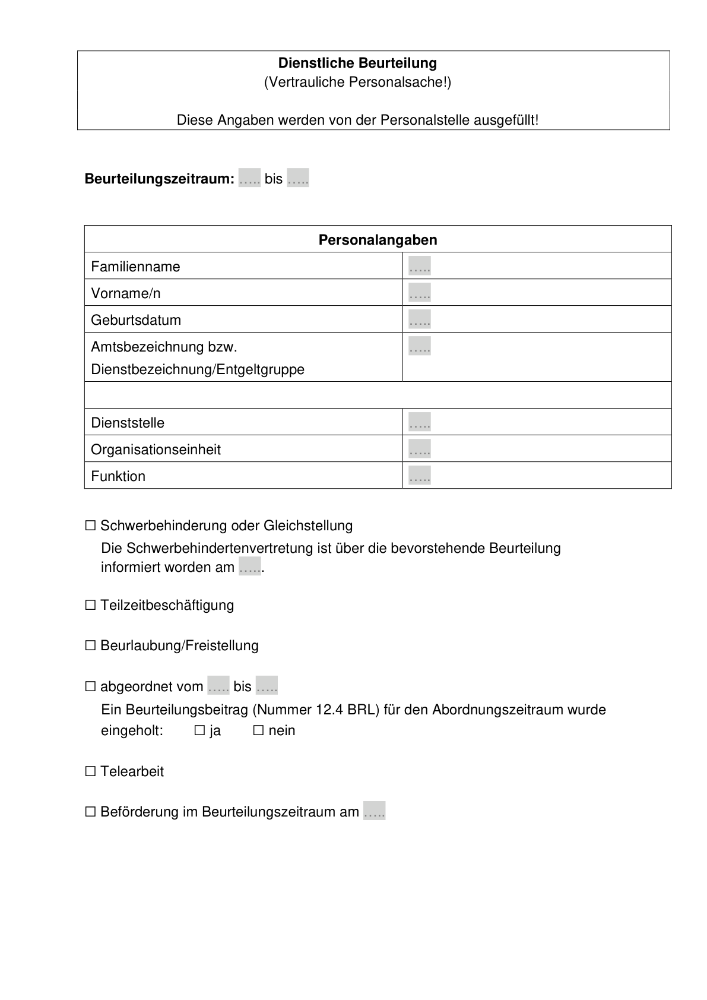 Dienstliche Beurteilung
(Vertrauliche Personalsache!)
Diese Angaben werden von der Personalstelle ausgefüllt!
Beurteilungszeitraum: ..... bis .....
Personalangaben
Familienname .....
Vorname/n .....
Geburtsdatum .....
Amtsbezeichnung bzw. .....
Dienstbezeichnung/Entgeltgruppe
Dienststelle .....
Organisationseinheit .....
Funktion .....
☐ Schwerbehinderung oder Gleichstellung
Die Schwerbehindertenvertretung ist über die bevorstehende Beurteilung
informiert worden am ......
☐ Teilzeitbeschäftigung
☐ Beurlaubung/Freistellung
☐ abgeordnet vom ..... bis .....
Ein Beurteilungsbeitrag (Nummer 12.4 BRL) für den Abordnungszeitraum wurde
eingeholt: ☐ ja ☐ nein
☐ Telearbeit
☐ Beförderung im Beurteilungszeitraum am .....